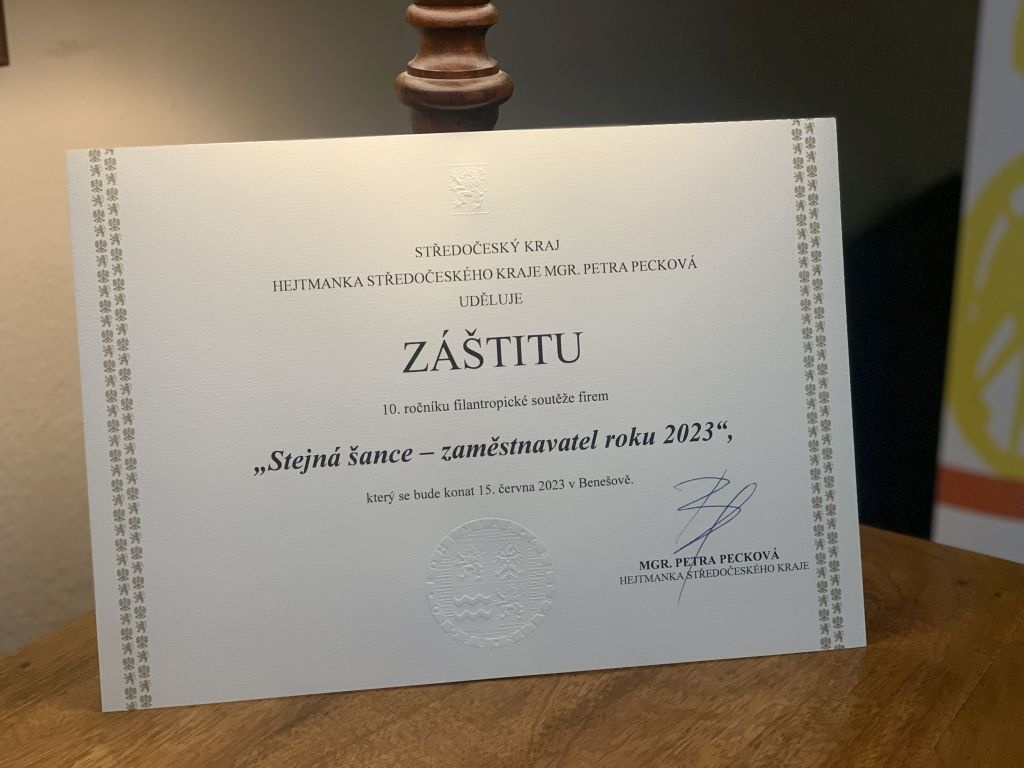 STŘEDOČESKÝ KRAJ
HEJTMANKA STŘEDOČESKÉHO KRAJE MGR. PETRA PECKOVÁ
UDĚLUJE
ZÁŠTITU
10. ročníku filantropické soutěže firem
„Stejná šance – zaměstnavatel roku 2023“,
který se bude konat 15. června 2023 v Benešově.
MGR. PETRA PECKOVÁ
HEJTMANKA STŘEDOČESKÉHO KRAJE